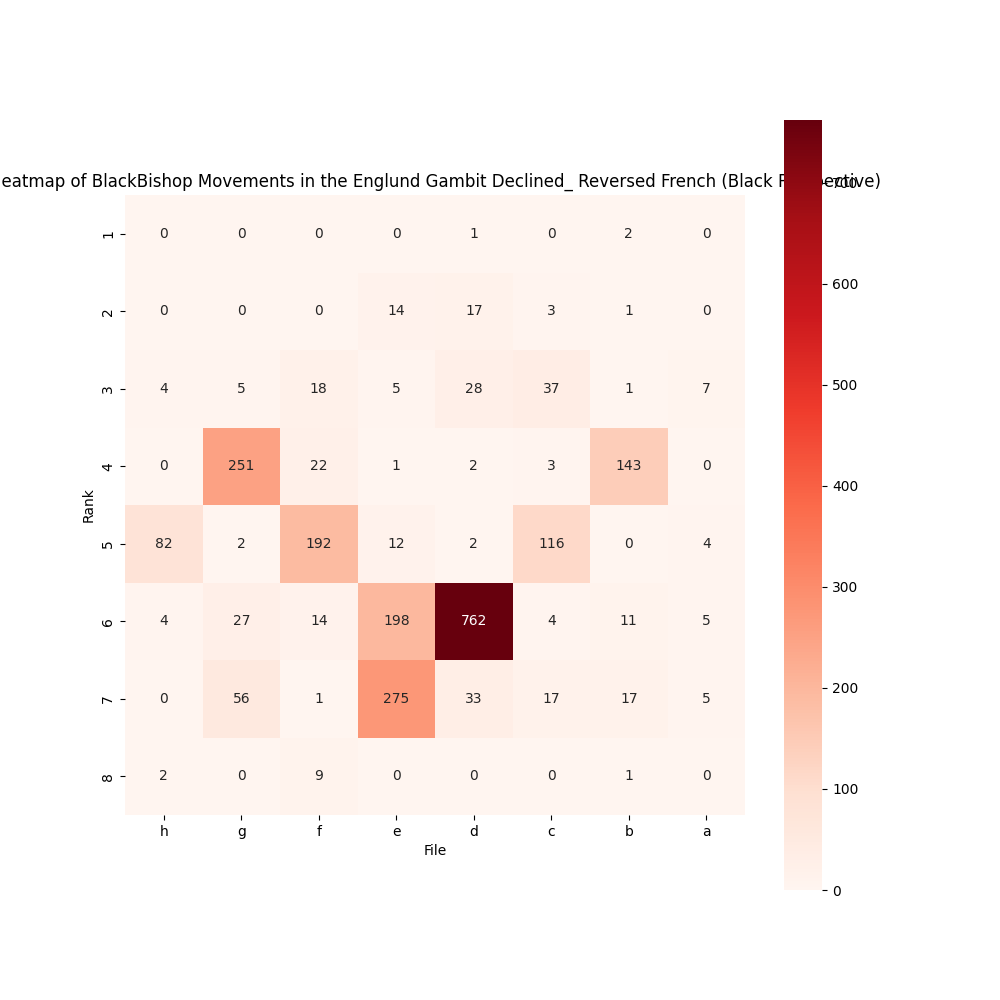 eatmap of BlackBishop Movements in the Englund Gambit Declined_ Reversed French (Black Perspective)
1 0 0 0 0 1 0 2 0
2 0 0 0 14 17 3 1 0
3 4 5 18 5 28 37 1 7
4 0 251 22 1 2 3 143 0
5 82 2 192 12 2 116 0 4
6 4 27 14 198 762 4 11 5
7 0 56 1 275 33 17 17 5
8 2 0 9 0 0 0 1 0
h g f e d c b a
File
Rank
700
600
500
400
300
200
100
0